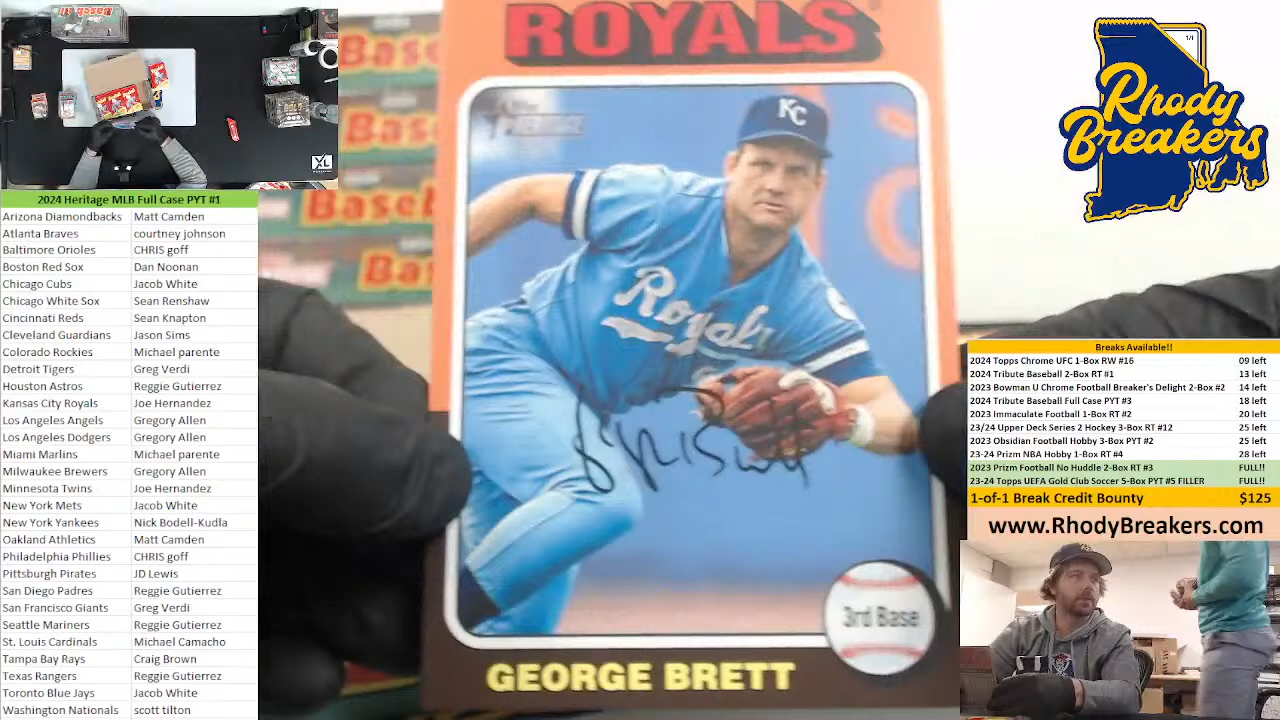 ROYALS
Topps
HERITAGE
KC
Royals
3rd Base
GEORGE BRETT
Base
Bas
Baseb
Ba
XL
1/1
Rhody
Breakers
2024 Heritage MLB Full Case PYT #1
Arizona Diamondbacks Matt Camden
Atlanta Braves courtney johnson
Baltimore Orioles CHRIS goff
Boston Red Sox Dan Noonan
Chicago Cubs Jacob White
Chicago White Sox Sean Renshaw
Cincinnati Reds Sean Knapton
Cleveland Guardians Jason Sims
Colorado Rockies Michael parente
Detroit Tigers Greg Verdi
Houston Astros Reggie Gutierrez
Kansas City Royals Joe Hernandez
Los Angeles Angels Gregory Allen
Los Angeles Dodgers Gregory Allen
Miami Marlins Michael parente
Milwaukee Brewers Gregory Allen
Minnesota Twins Joe Hernandez
New York Mets Jacob White
New York Yankees Nick Bodell-Kudla
Oakland Athletics Matt Camden
Philadelphia Phillies CHRIS goff
Pittsburgh Pirates JD Lewis
San Diego Padres Reggie Gutierrez
San Francisco Giants Greg Verdi
Seattle Mariners Reggie Gutierrez
St. Louis Cardinals Michael Camacho
Tampa Bay Rays Craig Brown
Texas Rangers Reggie Gutierrez
Toronto Blue Jays Jacob White
Washington Nationals scott tilton
Breaks Available!!
2024 Topps Chrome UFC 1-Box RW #16 09 left
2024 Tribute Baseball 2-Box RT #1 13 left
2023 Bowman U Chrome Football Breaker's Delight 2-Box #2 14 left
2024 Tribute Baseball Full Case PYT #3 18 left
2023 Immaculate Football 1-Box RT #2 20 left
23/24 Upper Deck Series 2 Hockey 3-Box RT #12 25 left
2023 Obsidian Football Hobby 3-Box PYT #2 25 left
23-24 Prizm NBA Hobby 1-Box RT #4 28 left
2023 Prizm Football No Huddle 2-Box RT #3 FULL!!
23-24 Topps UEFA Gold Club Soccer 5-Box PYT #5 FILLER FULL!!
1-of-1 Break Credit Bounty $125
www.RhodyBreakers.com